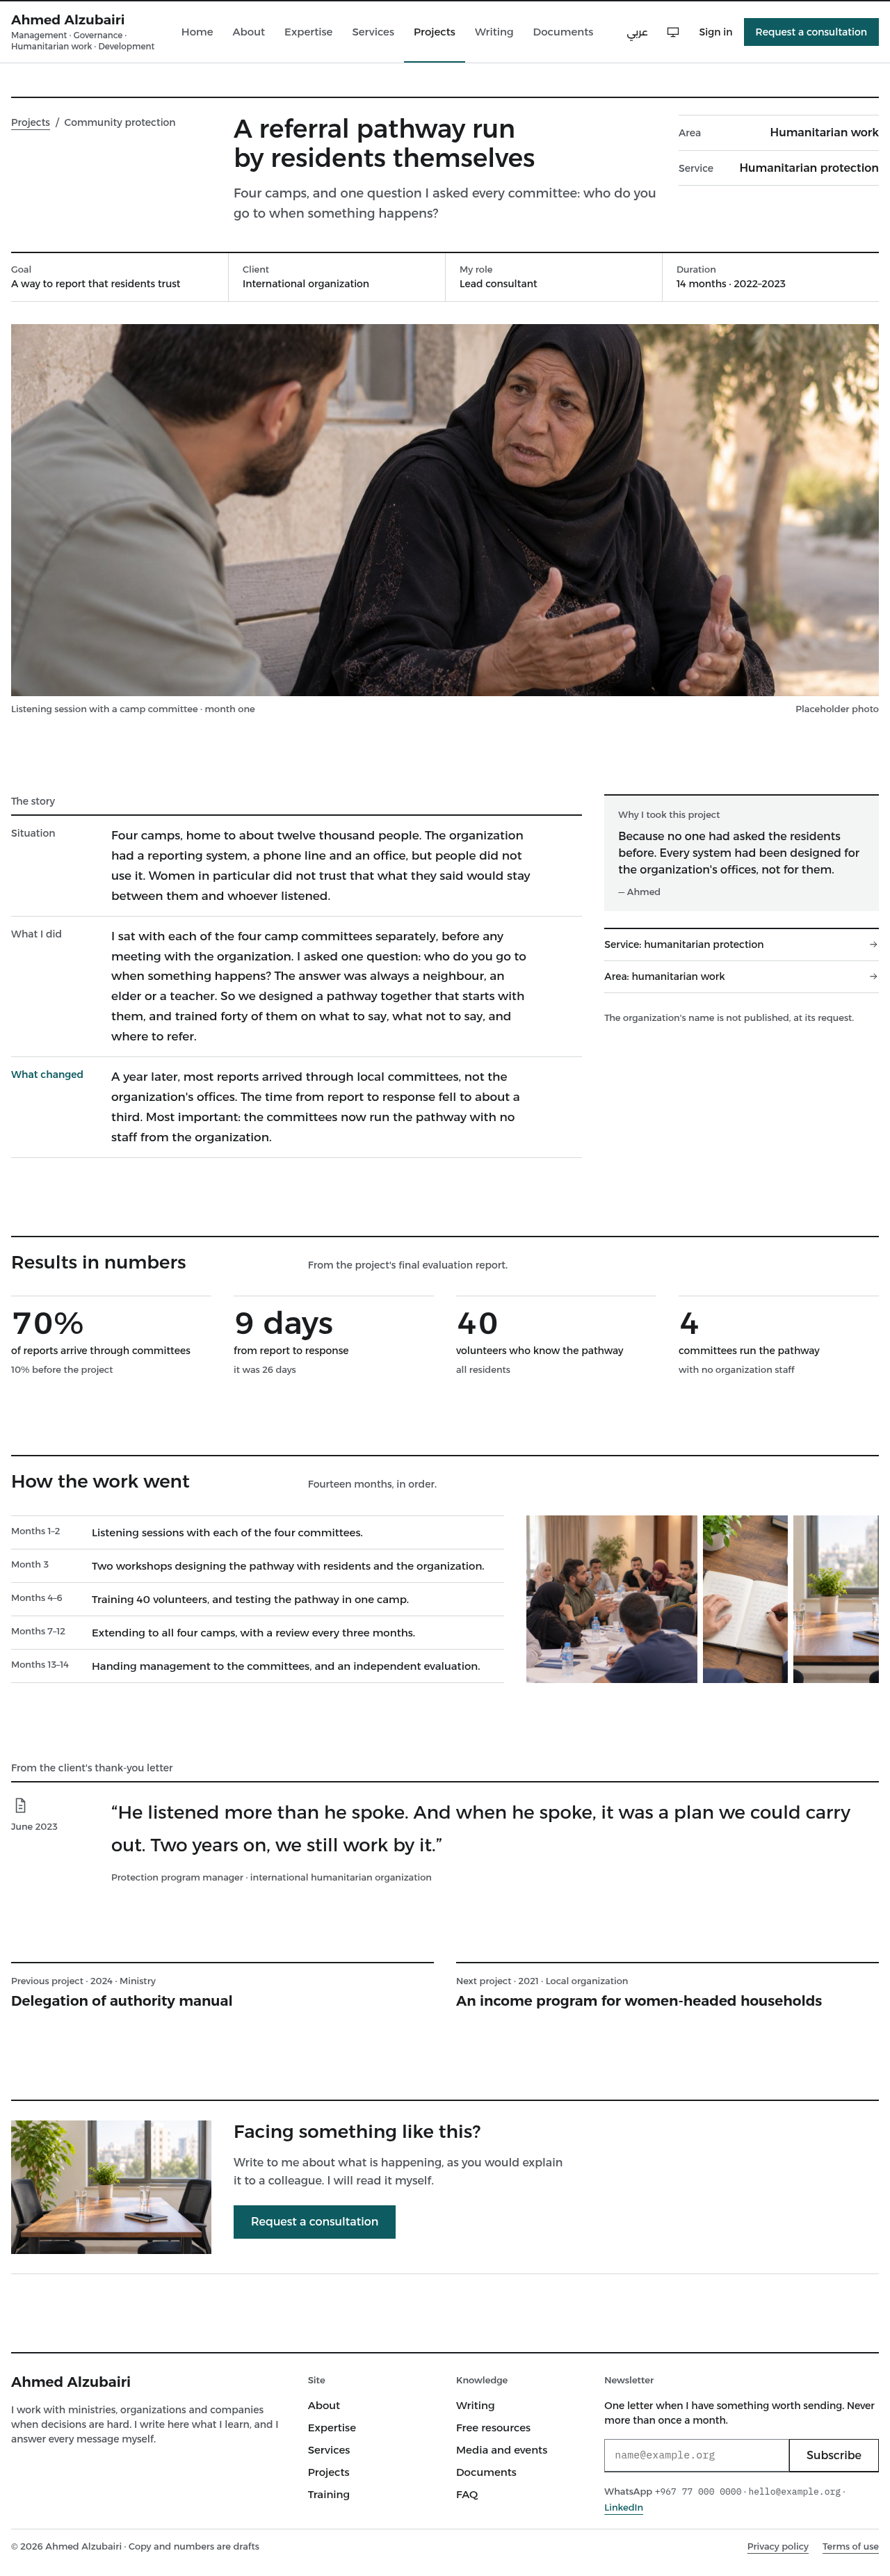 Ahmed Alzubairi
Management · Governance ·
Humanitarian work · Development
Home
About
Expertise
Services
Projects
Writing
Documents
عربي
Sign in
Request a consultation
Projects / Community protection
A referral pathway run
by residents themselves
Four camps, and one question I asked every committee: who do you
go to when something happens?
Area
Humanitarian work
Service
Humanitarian protection
Goal
A way to report that residents trust
Client
International organization
My role
Lead consultant
Duration
14 months · 2022–2023
Listening session with a camp committee · month one
Placeholder photo
The story
Situation
Four camps, home to about twelve thousand people. The organization
had a reporting system, a phone line and an office, but people did not
use it. Women in particular did not trust that what they said would stay
between them and whoever listened.
What I did
I sat with each of the four camp committees separately, before any
meeting with the organization. I asked one question: who do you go to
when something happens? The answer was always a neighbour, an
elder or a teacher. So we designed a pathway together that starts with
them, and trained forty of them on what to say, what not to say, and
where to refer.
What changed
A year later, most reports arrived through local committees, not the
organization's offices. The time from report to response fell to about a
third. Most important: the committees now run the pathway with no
staff from the organization.
Why I took this project
Because no one had asked the residents
before. Every system had been designed for
the organization's offices, not for them.
— Ahmed
Service: humanitarian protection →
Area: humanitarian work →
The organization's name is not published, at its request.
Results in numbers
From the project's final evaluation report.
70%
of reports arrive through committees
10% before the project
9 days
from report to response
it was 26 days
40
volunteers who know the pathway
all residents
4
committees run the pathway
with no organization staff
How the work went
Fourteen months, in order.
Months 1–2
Listening sessions with each of the four committees.
Month 3
Two workshops designing the pathway with residents and the organization.
Months 4–6
Training 40 volunteers, and testing the pathway in one camp.
Months 7–12
Extending to all four camps, with a review every three months.
Months 13–14
Handing management to the committees, and an independent evaluation.
From the client's thank-you letter
June 2023
“He listened more than he spoke. And when he spoke, it was a plan we could carry
out. Two years on, we still work by it.”
Protection program manager · international humanitarian organization
Previous project · 2024 · Ministry
Delegation of authority manual
Next project · 2021 · Local organization
An income program for women-headed households
Facing something like this?
Write to me about what is happening, as you would explain
it to a colleague. I will read it myself.
Request a consultation
Ahmed Alzubairi
I work with ministries, organizations and companies
when decisions are hard. I write here what I learn, and I
answer every message myself.
Site
About
Expertise
Services
Projects
Training
Knowledge
Writing
Free resources
Media and events
Documents
FAQ
Newsletter
One letter when I have something worth sending. Never
more than once a month.
name@example.org
Subscribe
WhatsApp +967 77 000 0000 · hello@example.org ·
LinkedIn
© 2026 Ahmed Alzubairi · Copy and numbers are drafts
Privacy policy
Terms of use